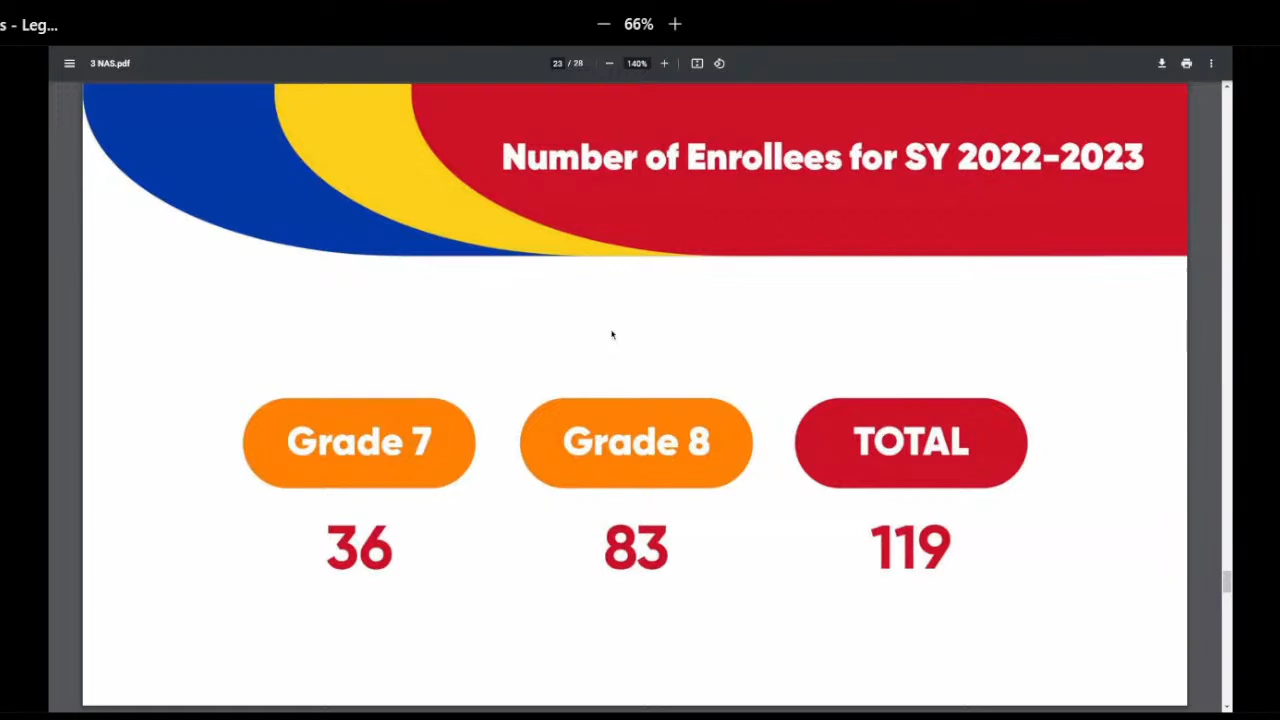 s - Leg...
66%
3 NAS.pdf
23 / 28
140%
Number of Enrollees for SY 2022-2023
Grade 7
Grade 8
TOTAL
36
83
119